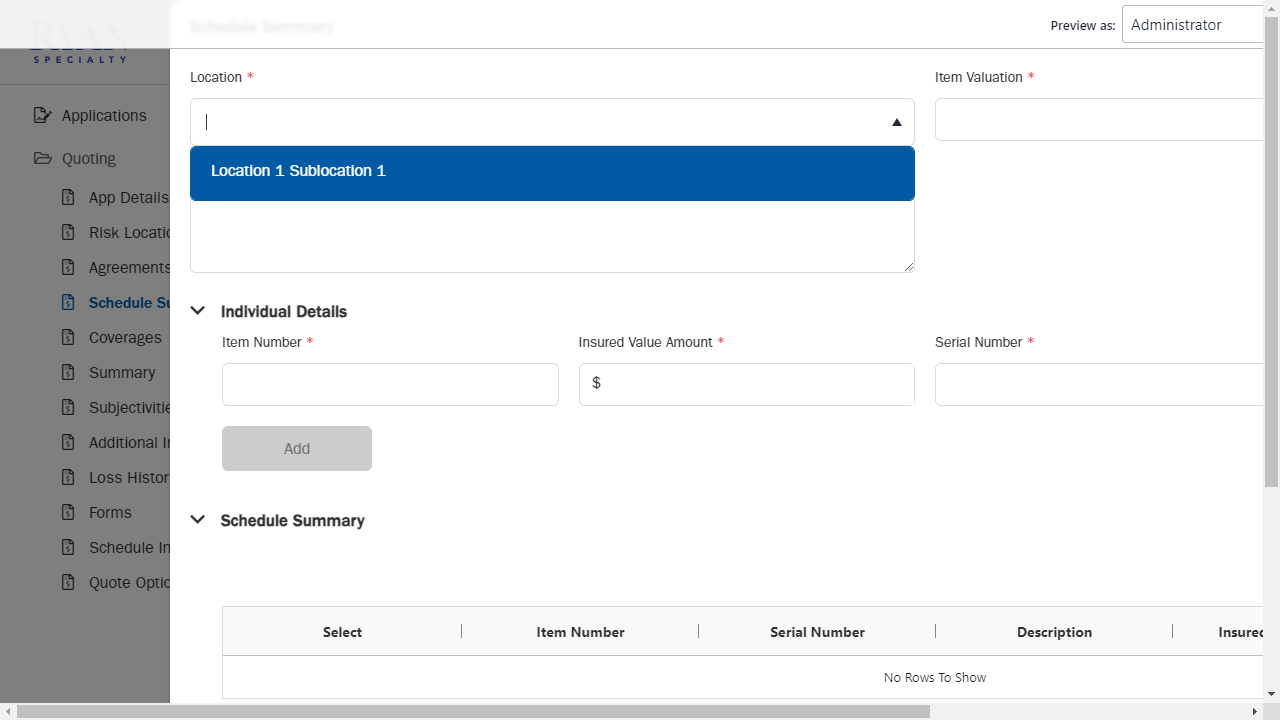 Schedule Summary
Preview as:
Administrator
RYAN
SPECIALTY
Location *
Item Valuation *
Location 1 Sublocation 1
Applications
Quoting
App Details
Risk Locatio
Agreements
Schedule Su
Coverages
Summary
Subjectivitie
Additional In
Loss Histor
Forms
Schedule In
Quote Optio
Individual Details
Item Number *
Insured Value Amount *
Serial Number *
$
Add
Schedule Summary
Select
Item Number
Serial Number
Description
Insured
No Rows To Show